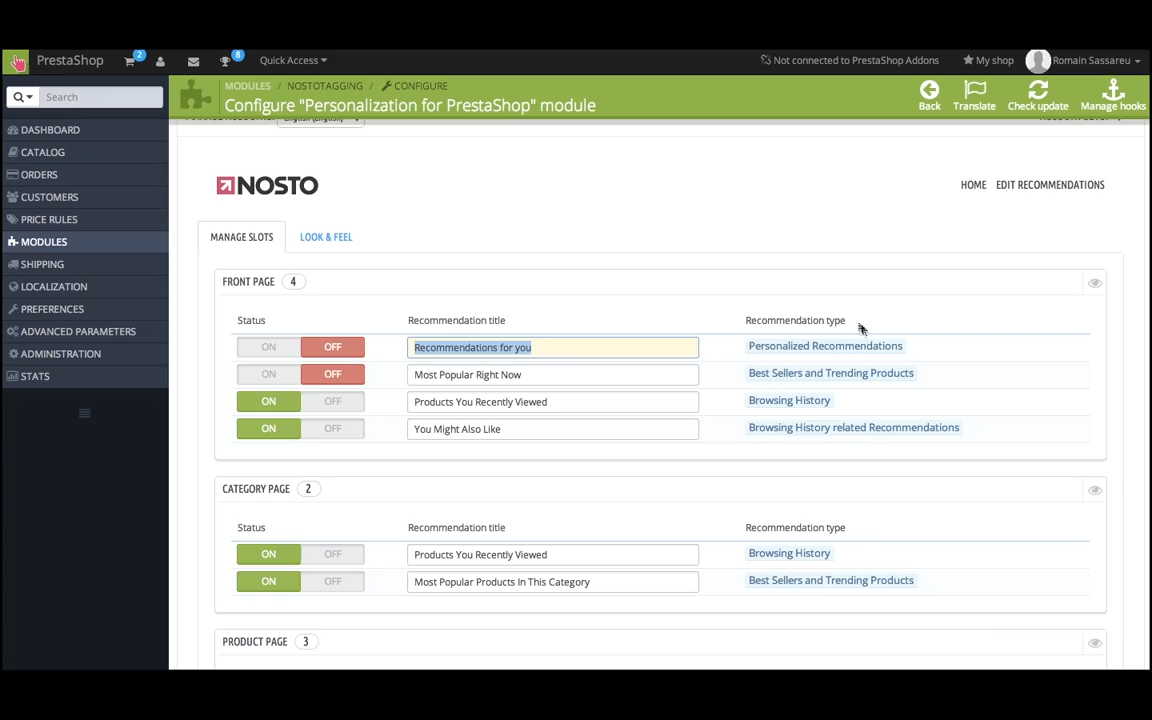 PrestaShop 2 8 Quick Access Not connected to PrestaShop Addons My shop Romain Sassareu
Search
MODULES / NOSTOTAGGING / CONFIGURE
Configure "Personalization for PrestaShop" module
Back Translate Check update Manage hooks
English (English)
DASHBOARD
CATALOG
ORDERS
CUSTOMERS
PRICE RULES
MODULES
SHIPPING
LOCALIZATION
PREFERENCES
ADVANCED PARAMETERS
ADMINISTRATION
STATS
NOSTO
HOME EDIT RECOMMENDATIONS
MANAGE SLOTS LOOK & FEEL
FRONT PAGE 4
Status Recommendation title Recommendation type
ON OFF Recommendations for you Personalized Recommendations
ON OFF Most Popular Right Now Best Sellers and Trending Products
ON OFF Products You Recently Viewed Browsing History
ON OFF You Might Also Like Browsing History related Recommendations
CATEGORY PAGE 2
Status Recommendation title Recommendation type
ON OFF Products You Recently Viewed Browsing History
ON OFF Most Popular Products In This Category Best Sellers and Trending Products
PRODUCT PAGE 3